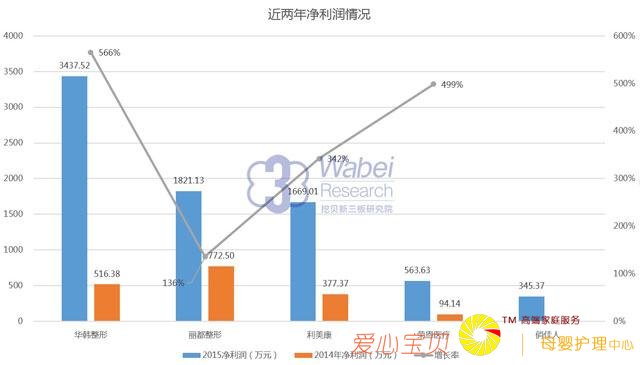 近两年净利润情况
4000
3500
3000
2500
2000
1500
1000
500
0
600%
500%
400%
300%
200%
100%
0%
3437.52
516.38
566%
1821.13
772.50
136%
1669.01
377.37
342%
563.63
94.14
499%
345.37
3 Wabei
Research
挖贝新三板研究院
华韩整形
丽都整形
利美康
俏佳人
2015净利润（万元）
2014年净利润（万元）
增长率
爱心宝贝
TM 高端家庭服务
母婴护理中心